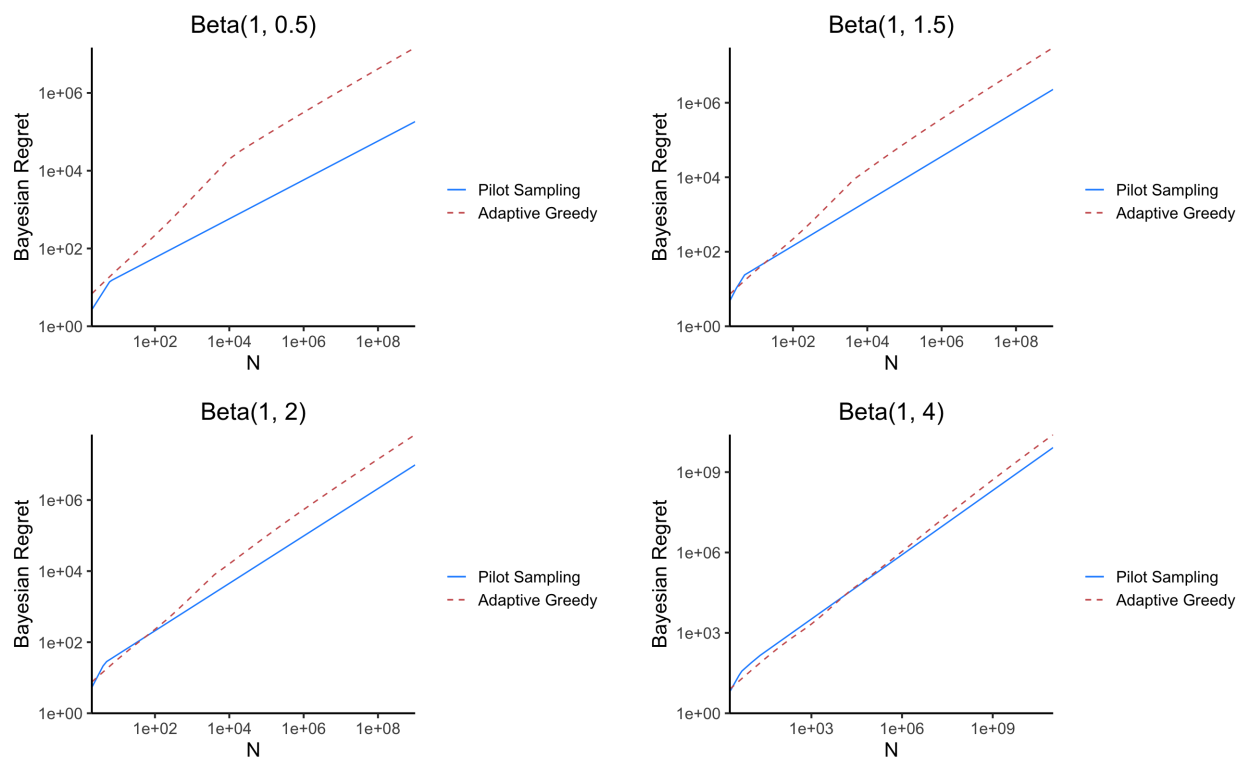 Beta(1, 0.5)
Bayesian Regret
1e+06
1e+04
1e+02
1e+00
1e+02 1e+04 1e+06 1e+08
N
Pilot Sampling
Adaptive Greedy
Beta(1, 1.5)
Bayesian Regret
1e+06
1e+04
1e+02
1e+00
1e+02 1e+04 1e+06 1e+08
N
Pilot Sampling
Adaptive Greedy
Beta(1, 2)
Bayesian Regret
1e+06
1e+04
1e+02
1e+00
1e+02 1e+04 1e+06 1e+08
N
Pilot Sampling
Adaptive Greedy
Beta(1, 4)
Bayesian Regret
1e+09
1e+06
1e+03
1e+00
1e+03 1e+06 1e+09
N
Pilot Sampling
Adaptive Greedy